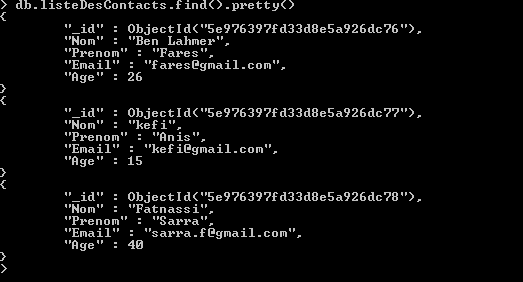 > db.listeDesContacts.find().pretty()
{
"_id" : ObjectId("5e976397fd33d8e5a926dc76"),
"Nom" : "Ben Lahmer",
"Prenom" : "Fares",
"Email" : "fares@gmail.com",
"Age" : 26
}
{
"_id" : ObjectId("5e976397fd33d8e5a926dc77"),
"Nom" : "kefi",
"Prenom" : "Anis",
"Email" : "kefi@gmail.com",
"Age" : 15
}
{
"_id" : ObjectId("5e976397fd33d8e5a926dc78"),
"Nom" : "Fatnassi",
"Prenom" : "Sarra",
"Email" : "sarra.f@gmail.com",
"Age" : 40
}
>